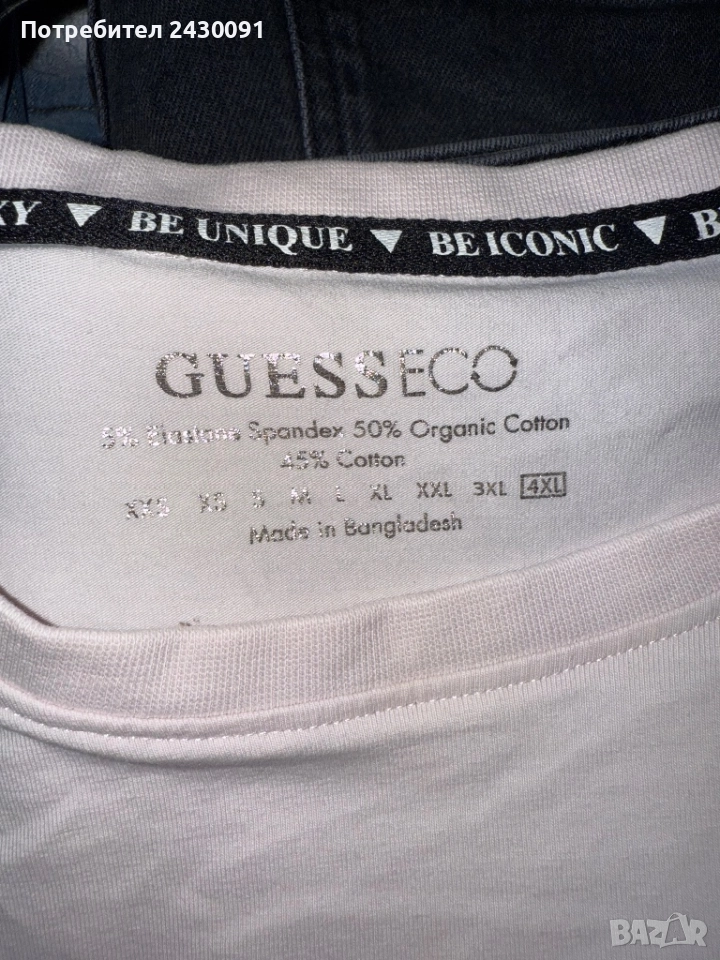 Потребител 2430091
BE UNIQUE BE ICONIC
GUESSECO
5% Elastane Spandex 50% Organic Cotton
45% Cotton
XXS XS S M L XL XXL 3XL 4XL
Made in Bangladesh
BAZAR